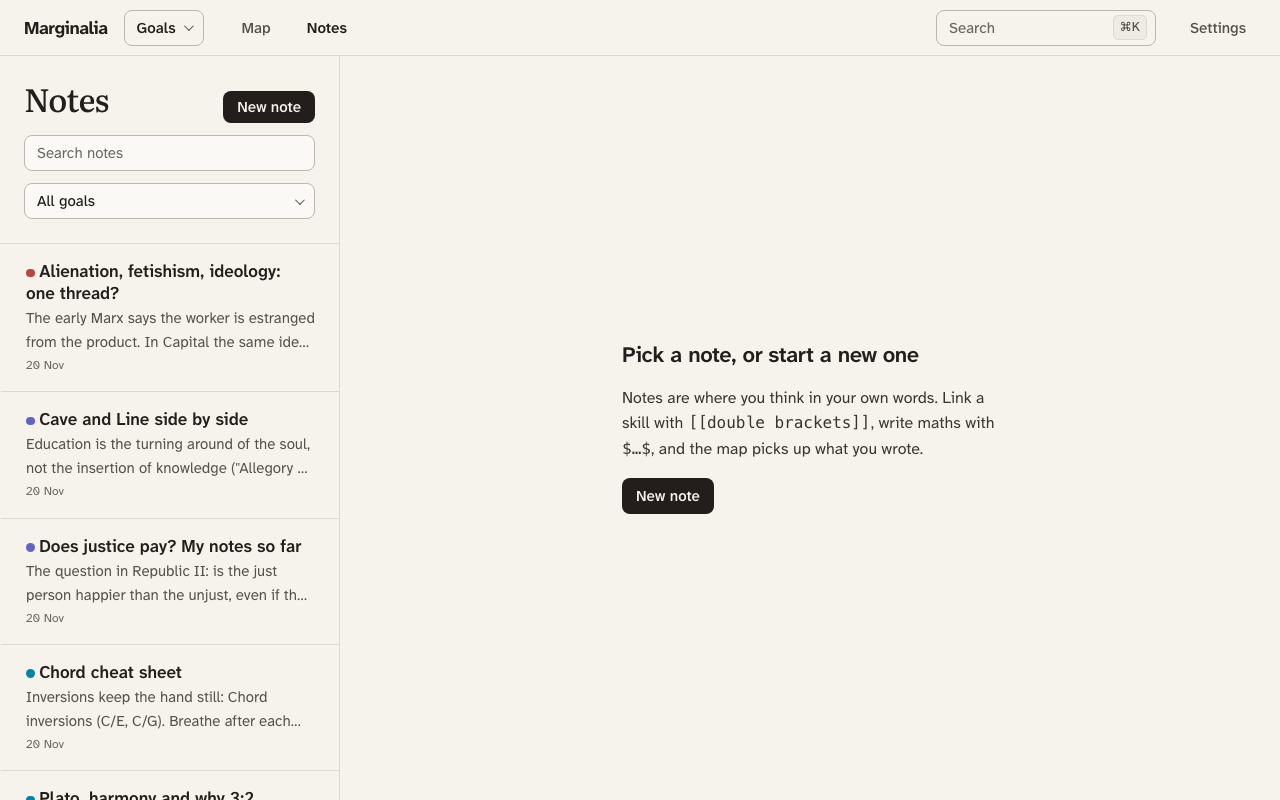 Marginalia
Goals
Map
Notes
Search
⌘K
Settings
Notes
New note
Search notes
All goals
Alienation, fetishism, ideology:
one thread?
The early Marx says the worker is estranged
from the product. In Capital the same ide…
20 Nov
Cave and Line side by side
Education is the turning around of the soul,
not the insertion of knowledge ("Allegory …
20 Nov
Does justice pay? My notes so far
The question in Republic II: is the just
person happier than the unjust, even if th…
20 Nov
Chord cheat sheet
Inversions keep the hand still: Chord
inversions (C/E, C/G). Breathe after each…
20 Nov
Plato, harmony and why 3:2
Pick a note, or start a new one
Notes are where you think in your own words. Link a
skill with [[double brackets]], write maths with
$…$, and the map picks up what you wrote.
New note